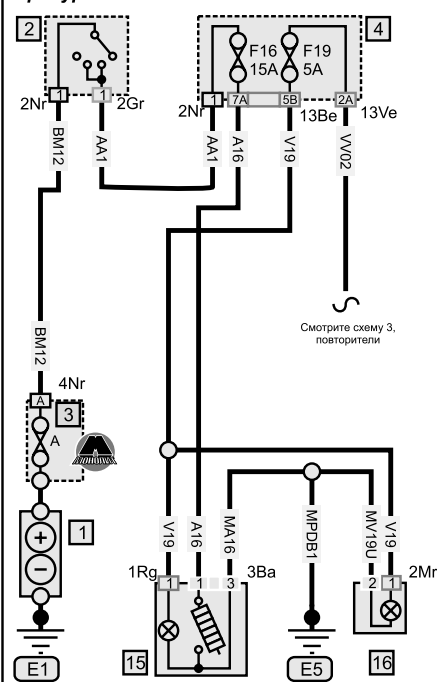 2
4
F16
15A
F19
5A
1
1
2Nr
2Gr
2Nr
1
7A
5B
2A
13Be
13Ve
BM12
AA1
AA1
A16
V19
VV02
Смотрите схему 3,
повторители
BM12
4Nr
A
3
A
1
V19
A16
MA16
MPDB1
MV19U
V19
1Rg
1
1
3
3Ba
2
1
2Mr
E1
15
E5
16